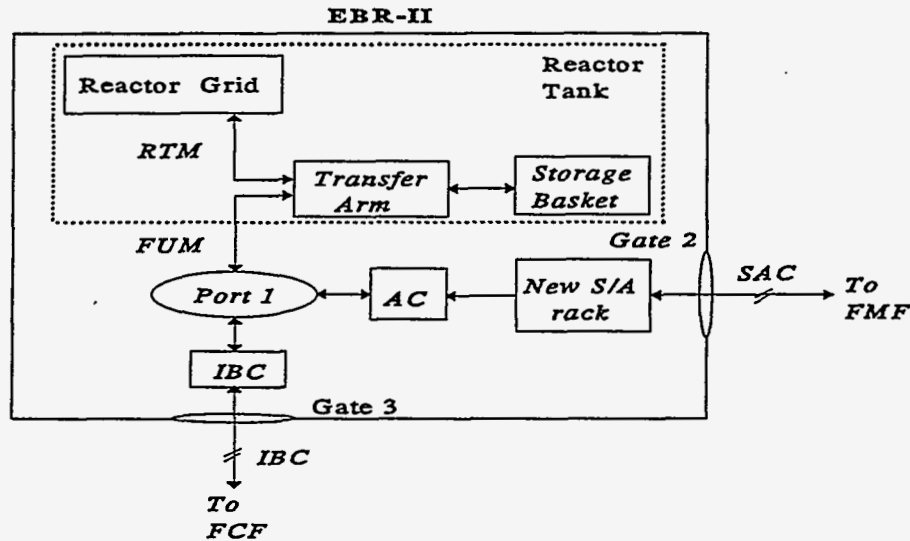 EBR-II
Reactor Grid
Reactor
Tank
RTM
Transfer
Arm
Storage
Basket
FUM
Gate 2
Port 1
AC
New S/A
rack
SAC
To
FMF
IBC
Gate 3
IBC
To
FCF